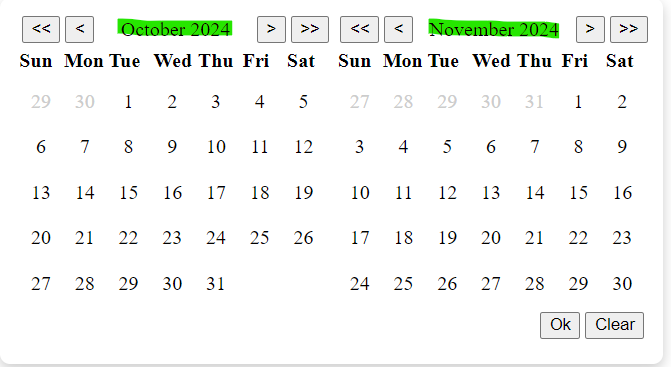 << < October 2024 > >> << < November 2024 > >>
Sun Mon Tue Wed Thu Fri Sat Sun Mon Tue Wed Thu Fri Sat
29 30 1 2 3 4 5 27 28 29 30 31 1 2
6 7 8 9 10 11 12 3 4 5 6 7 8 9
13 14 15 16 17 18 19 10 11 12 13 14 15 16
20 21 22 23 24 25 26 17 18 19 20 21 22 23
27 28 29 30 31 24 25 26 27 28 29 30
Ok Clear